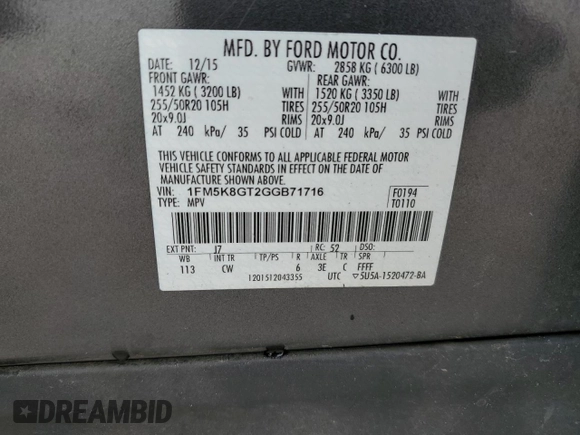 MFD. BY FORD MOTOR CO.
DATE: 12/15 GVWR: 2858 KG ( 6300 LB)
FRONT GAWR: REAR GAWR:
1452 KG ( 3200 LB) WITH 1520 KG ( 3350 LB) WITH
255/50R20 105H TIRES 255/50R20 105H TIRES
20x9.0J RIMS 20x9.0J RIMS
AT 240 kPa/ 35 PSI COLD AT 240 kPa/ 35 PSI COLD
THIS VEHICLE CONFORMS TO ALL APPLICABLE FEDERAL MOTOR
VEHICLE SAFETY STANDARDS IN EFFECT ON THE DATE OF
MANUFACTURE SHOWN ABOVE.
VIN: 1FM5K8GT2GGB71716 F0194
TYPE: MPV T0110
EXT PNT: J7 RC: 52 DSO:
WB INT TR TP/PS R AXLE TR SPR
113 CW 6 3E C FFFF
1201512043355 UTC ▽5U5A-1520472-BA
DREAMBID